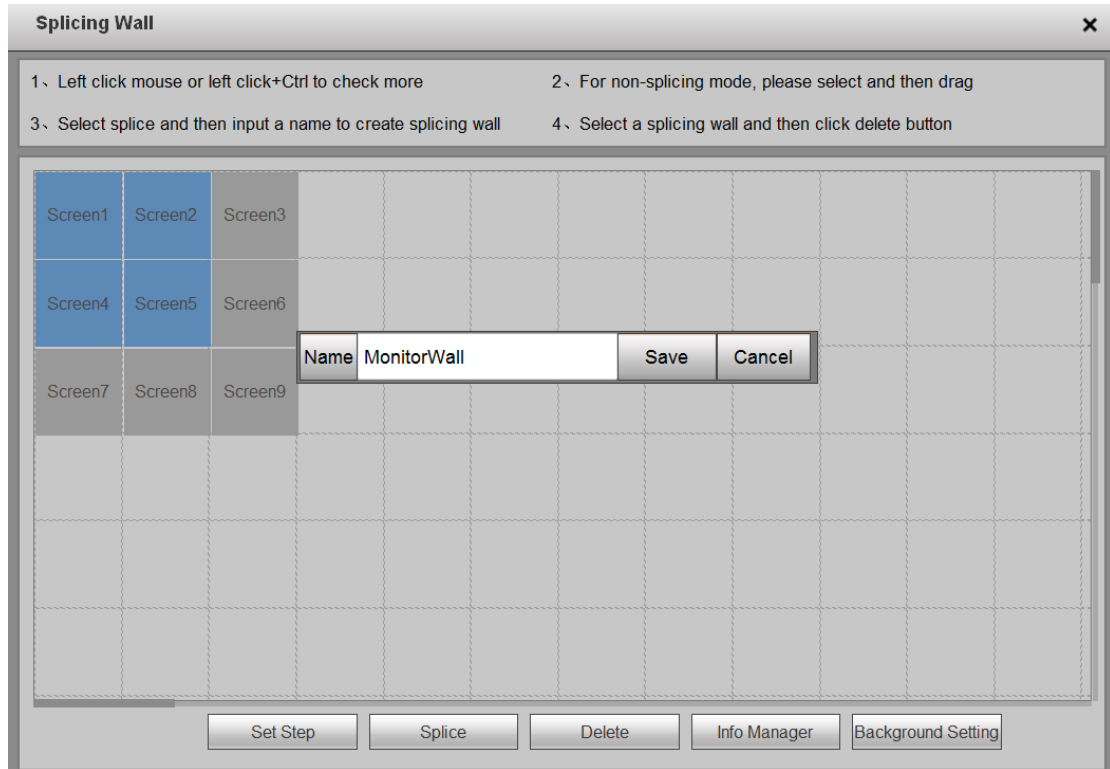 Splicing Wall
1、Left click mouse or left click+Ctrl to check more
2、For non-splicing mode, please select and then drag
3、Select splice and then input a name to create splicing wall
4、Select a splicing wall and then click delete button
Screen1 Screen2 Screen3
Screen4 Screen5 Screen6
Name MonitorWall Save Cancel
Screen7 Screen8 Screen9
Set Step Splice Delete Info Manager Background Setting